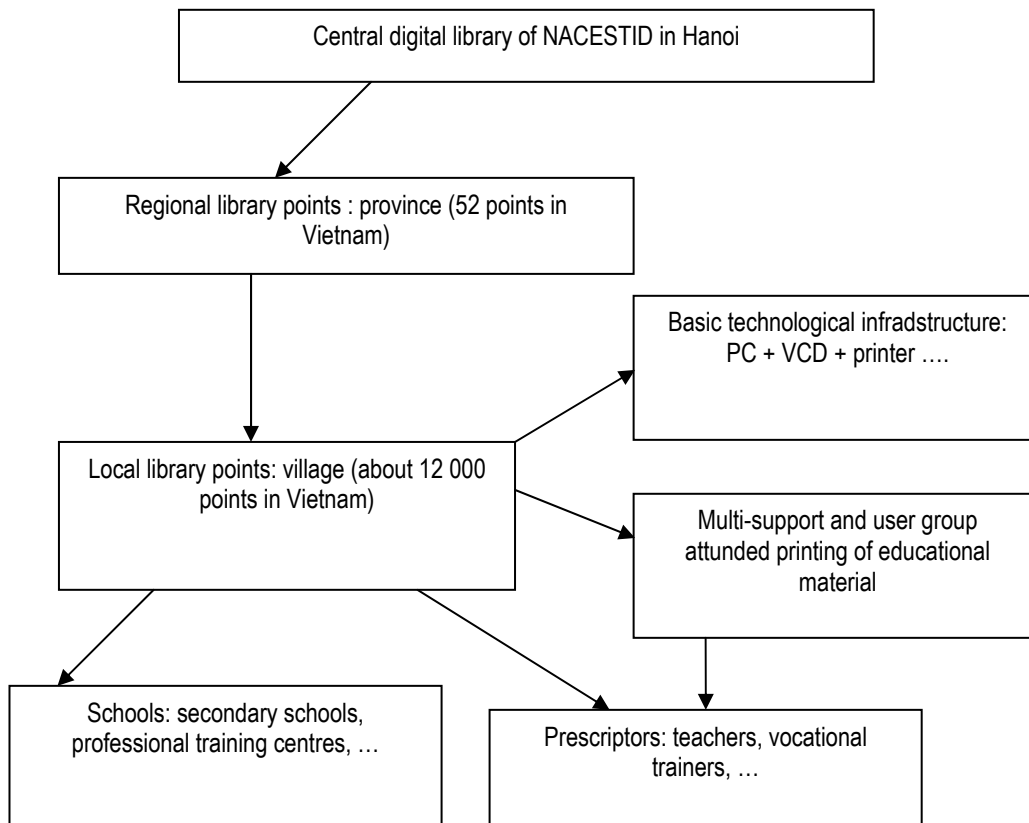 Central digital library of NACESTID in Hanoi
Regional library points : province (52 points in
Vietnam)
Basic technological infradstructure:
PC + VCD + printer ….
Local library points: village (about 12 000
points in Vietnam)
Multi-support and user group
attunded printing of educational
material
Schools: secondary schools,
professional training centres, …
Prescriptors: teachers, vocational
trainers, …